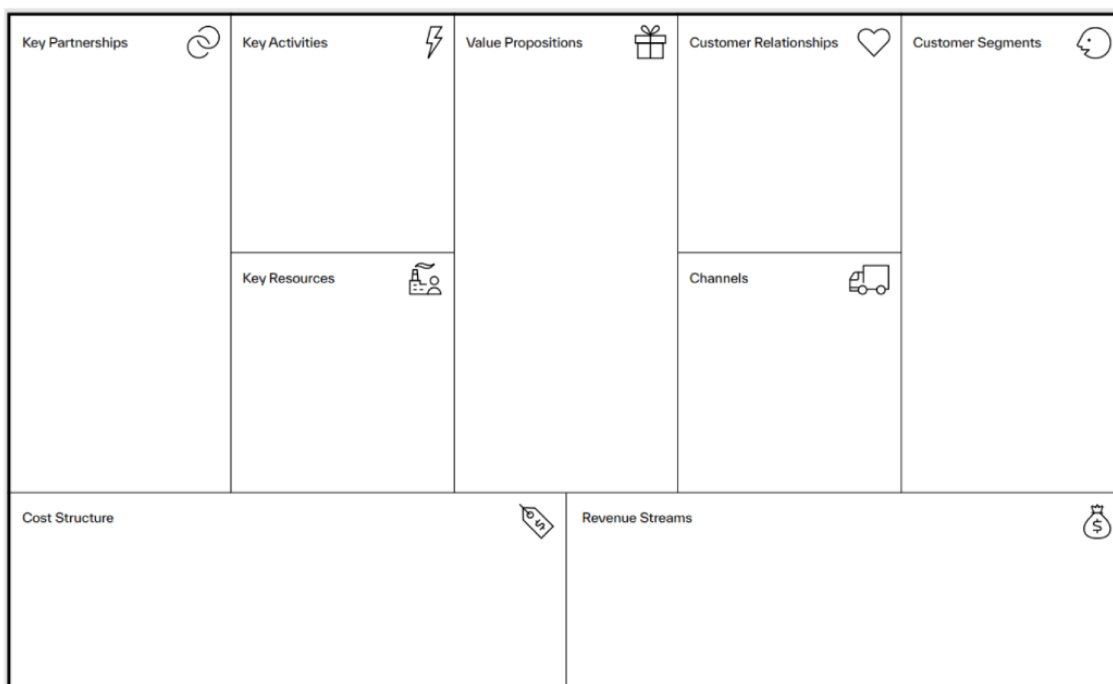 Key Partnerships
Key Activities
Value Propositions
Customer Relationships
Customer Segments
Key Resources
Channels
Cost Structure
$
Revenue Streams
$